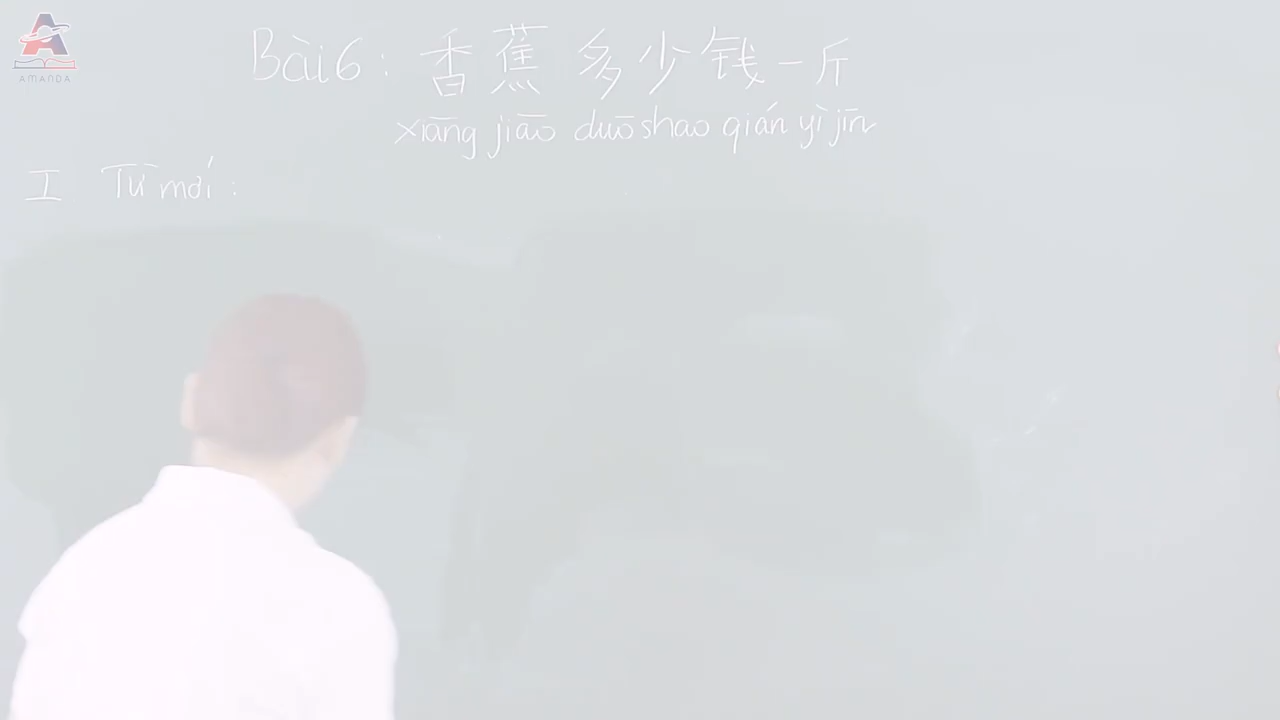 AMANDA
Bài 6: 香蕉 多少钱一斤
xiāng jiāo duō shao qián yì jīn
I Từ mới: